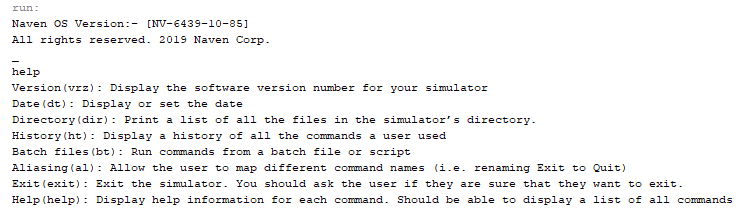 run:
Naven OS Version:- [NV-6439-10-85]
All rights reserved. 2019 Naven Corp.
_
help
Version(vrz): Display the software version number for your simulator
Date(dt): Display or set the date
Directory(dir): Print a list of all the files in the simulator’s directory.
History(ht): Display a history of all the commands a user used
Batch files(bt): Run commands from a batch file or script
Aliasing(al): Allow the user to map different command names (i.e. renaming Exit to Quit)
Exit(exit): Exit the simulator. You should ask the user if they are sure that they want to exit.
Help(help): Display help information for each command. Should be able to display a list of all commands